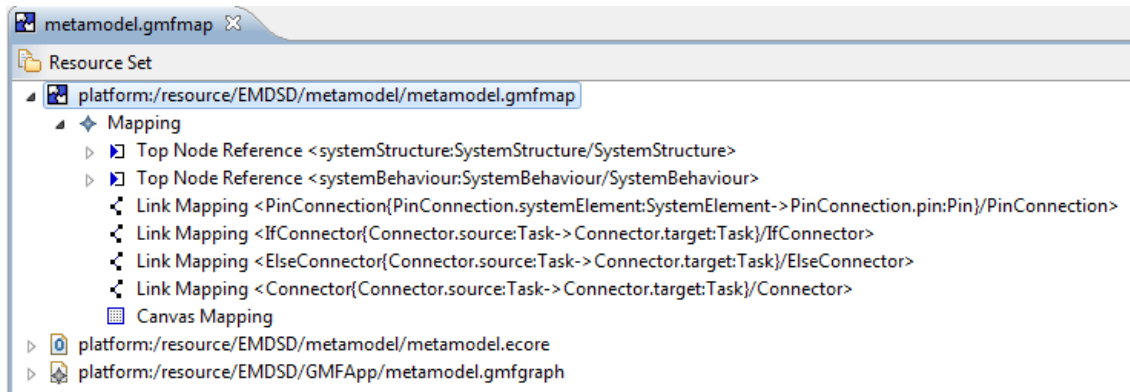 metamodel.gmfmap
Resource Set
platform:/resource/EMDSD/metamodel/metamodel.gmfmap
Mapping
Top Node Reference <systemStructure:SystemStructure/SystemStructure>
Top Node Reference <systemBehaviour:SystemBehaviour/SystemBehaviour>
Link Mapping <PinConnection{PinConnection.systemElement:SystemElement->PinConnection.pin:Pin}/PinConnection>
Link Mapping <IfConnector{Connector.source:Task->Connector.target:Task}/IfConnector>
Link Mapping <ElseConnector{Connector.source:Task->Connector.target:Task}/ElseConnector>
Link Mapping <Connector{Connector.source:Task->Connector.target:Task}/Connector>
Canvas Mapping
platform:/resource/EMDSD/metamodel/metamodel.ecore
platform:/resource/EMDSD/GMFApp/metamodel.gmfgraph